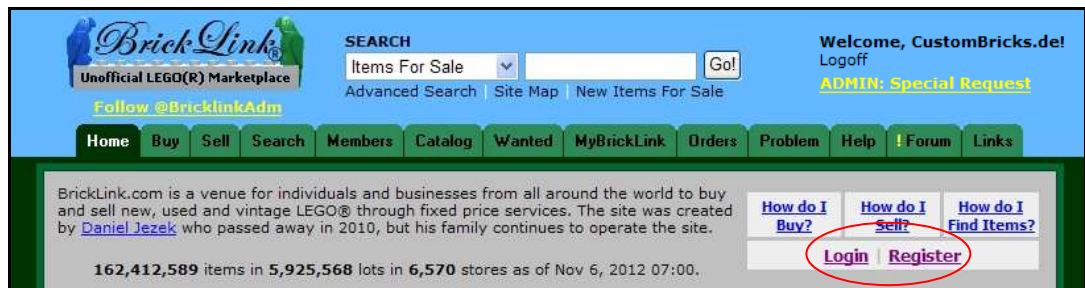 BrickLink®
Unofficial LEGO(R) Marketplace
Follow @BricklinkAdm
SEARCH
Items For Sale Go!
Advanced Search | Site Map | New Items For Sale
Welcome, CustomBricks.de!
Logoff
ADMIN: Special Request
Home Buy Sell Search Members Catalog Wanted MyBrickLink Orders Problem Help ! Forum Links
BrickLink.com is a venue for individuals and businesses from all around the world to buy
and sell new, used and vintage LEGO® through fixed price services. The site was created
by Daniel Jezek who passed away in 2010, but his family continues to operate the site.
162,412,589 items in 5,925,568 lots in 6,570 stores as of Nov 6, 2012 07:00.
How do I Buy?
How do I Sell?
How do I Find Items?
Login | Register